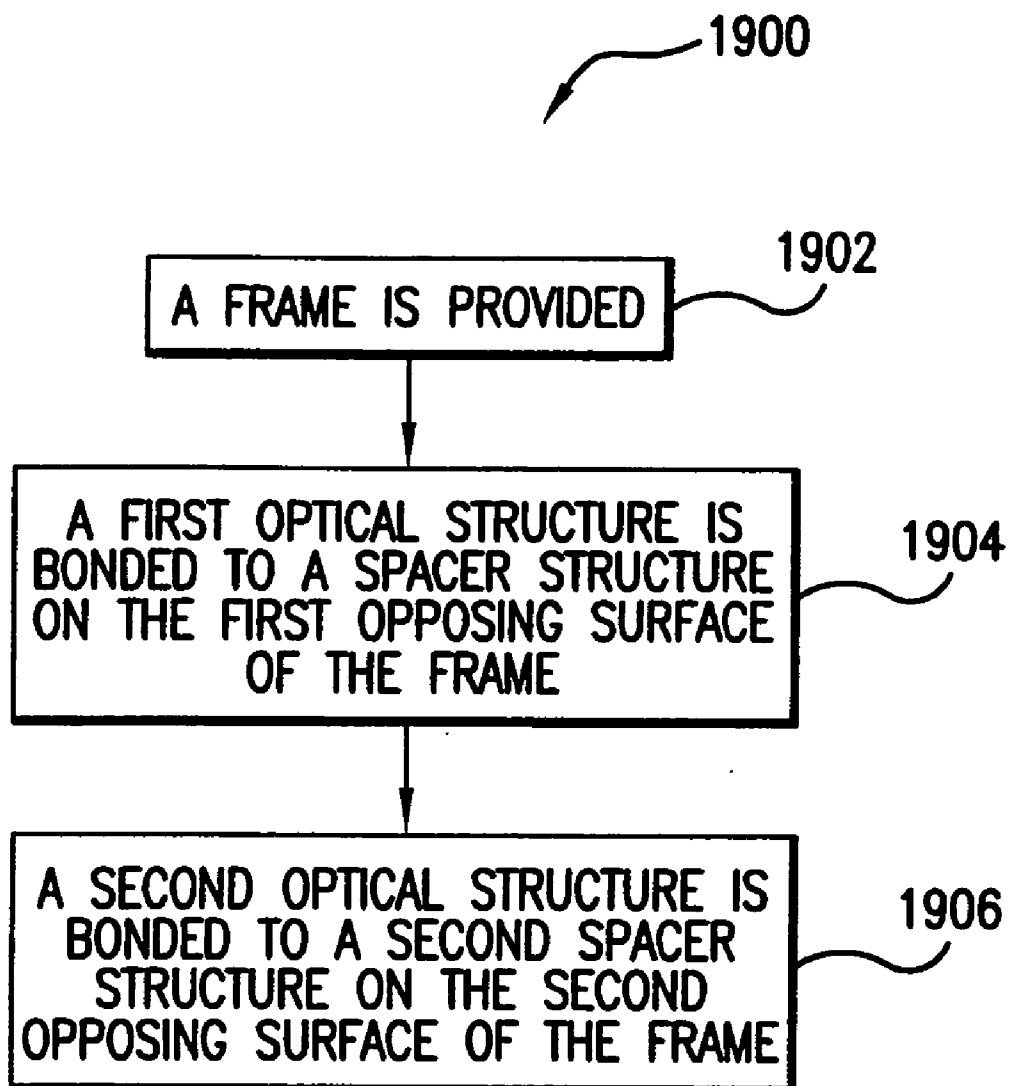 1900
1902
A FRAME IS PROVIDED
1904
A FIRST OPTICAL STRUCTURE IS
BONDED TO A SPACER STRUCTURE
ON THE FIRST OPPOSING SURFACE
OF THE FRAME
1906
A SECOND OPTICAL STRUCTURE IS
BONDED TO A SECOND SPACER
STRUCTURE ON THE SECOND
OPPOSING SURFACE OF THE FRAME